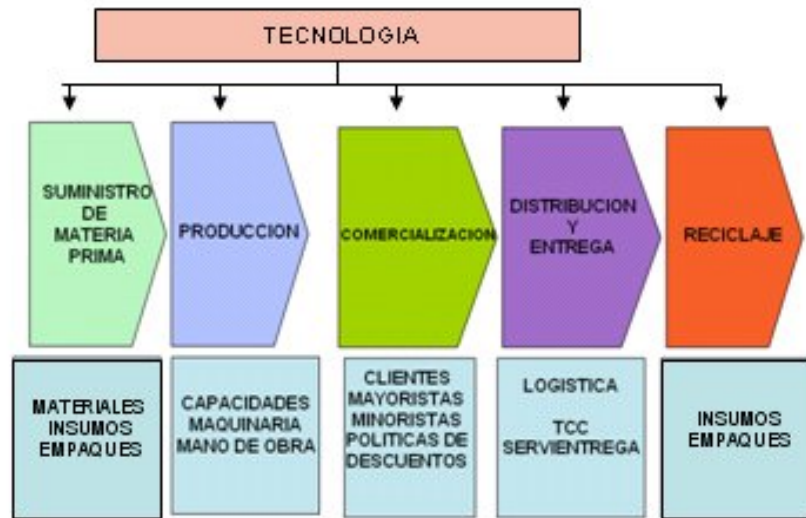 TECNOLOGIA
SUMINISTRO
DE
MATERIA
PRIMA
PRODUCCION
COMERCIALIZACION
DISTRIBUCION
Y
ENTREGA
RECICLAJE
MATERIALES
INSUMOS
EMPAQUES
CAPACIDADES
MAQUINARIA
MANO DE OBRA
CLIENTES
MAYORISTAS
MINORISTAS
POLITICAS DE
DESCUENTOS
LOGISTICA
TCC
SERVIENTREGA
INSUMOS
EMPAQUES